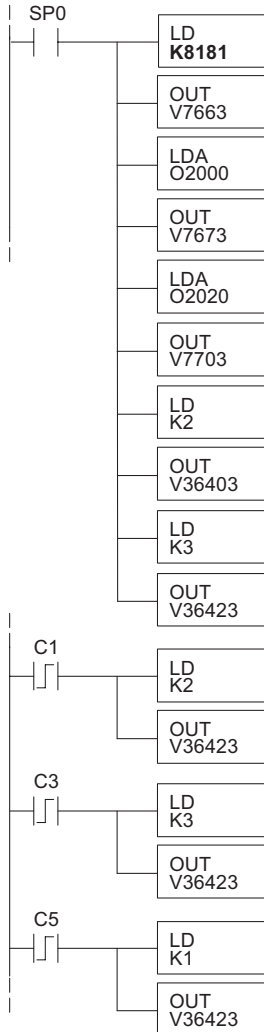 SP0
LD
K8181
OUT
V7663
LDA
O2000
OUT
V7673
LDA
O2020
OUT
V7703
LD
K2
OUT
V36403
LD
K3
OUT
V36423
C1
LD
K2
OUT
V36423
C3
LD
K3
OUT
V36423
C5
LD
K1
OUT
V36423